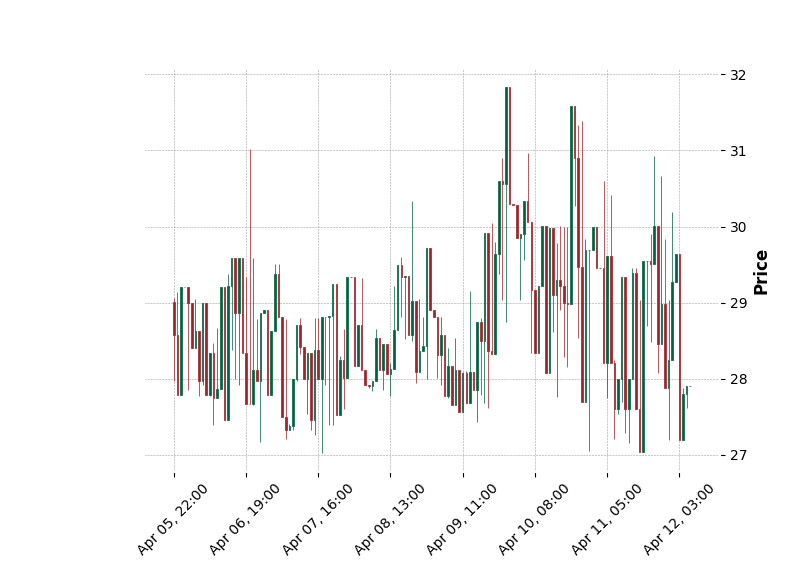 32
31
30
29
28
27
Price
Apr 05, 22:00
Apr 06, 19:00
Apr 07, 16:00
Apr 08, 13:00
Apr 09, 11:00
Apr 10, 08:00
Apr 11, 05:00
Apr 12, 03:00